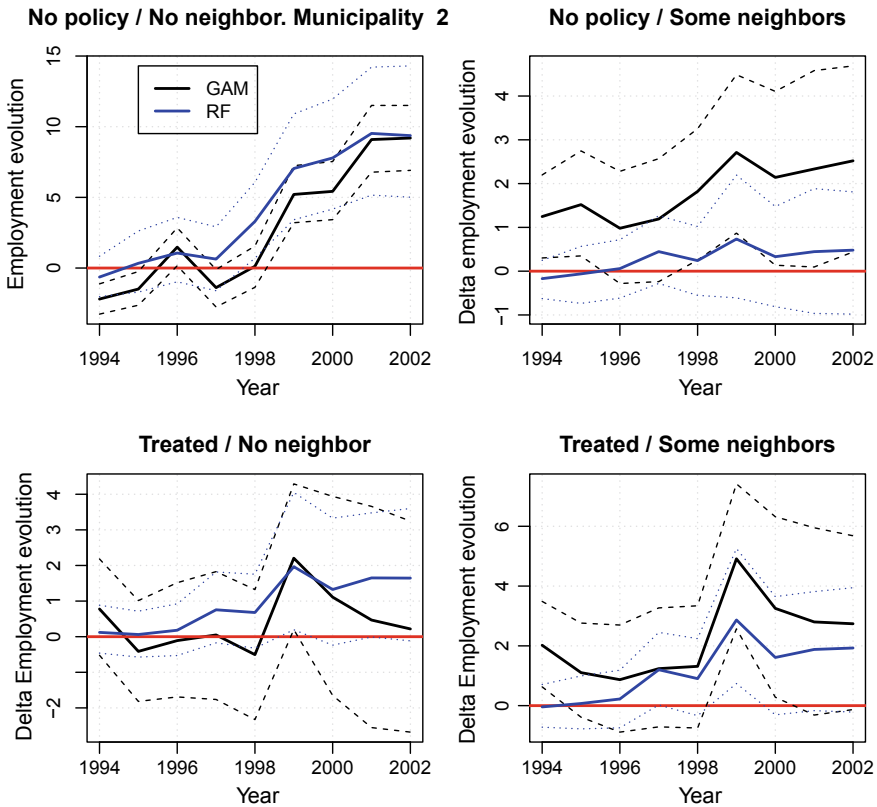 No policy / No neighbor. Municipality 2
Employment evolution
15
10
5
0
GAM
RF
1994 1996 1998 2000 2002
Year
No policy / Some neighbors
Delta employment evolution
4
3
2
1
0
−1
1994 1996 1998 2000 2002
Year
Treated / No neighbor
Delta Employment evolution
4
3
2
1
0
−2
1994 1996 1998 2000 2002
Year
Treated / Some neighbors
Delta Employment evolution
6
4
2
0
1994 1996 1998 2000 2002
Year